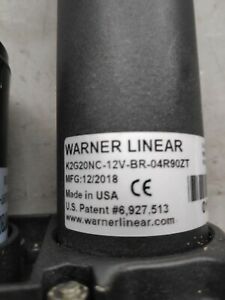 WARNER LINEAR
K2G20NC-12V-BR-04R90ZT
MFG:12/2018
Made in USA CE
U.S. Patent #6,927,513
www.warnerlinear.com